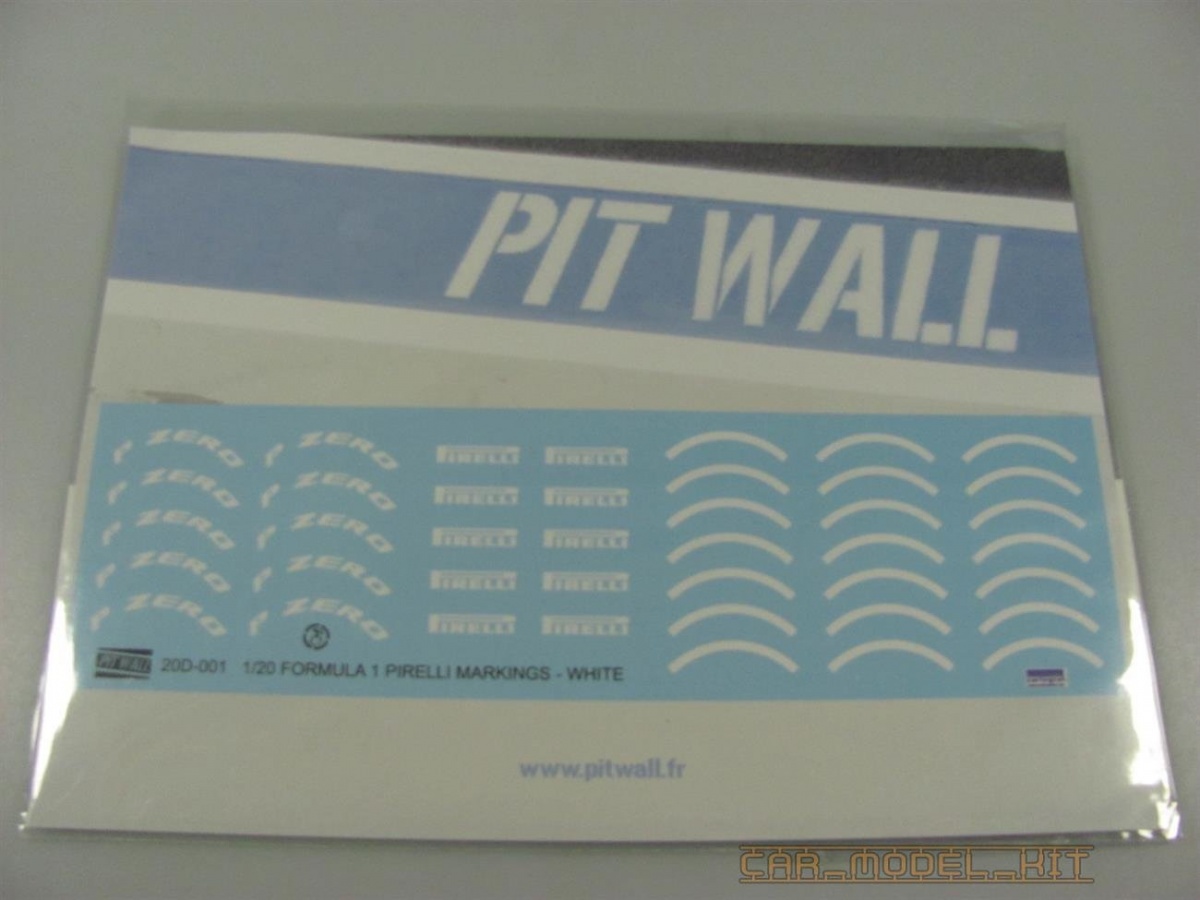 PIT WALL
P ZERO P ZERO PIRELLI PIRELLI
P ZERO P ZERO PIRELLI PIRELLI
P ZERO P ZERO PIRELLI PIRELLI
P ZERO P ZERO PIRELLI PIRELLI
P ZERO P ZERO PIRELLI PIRELLI
PIT WALL 20D-001 1/20 FORMULA 1 PIRELLI MARKINGS - WHITE
www.pitwall.fr
CAR_MODEL_KIT